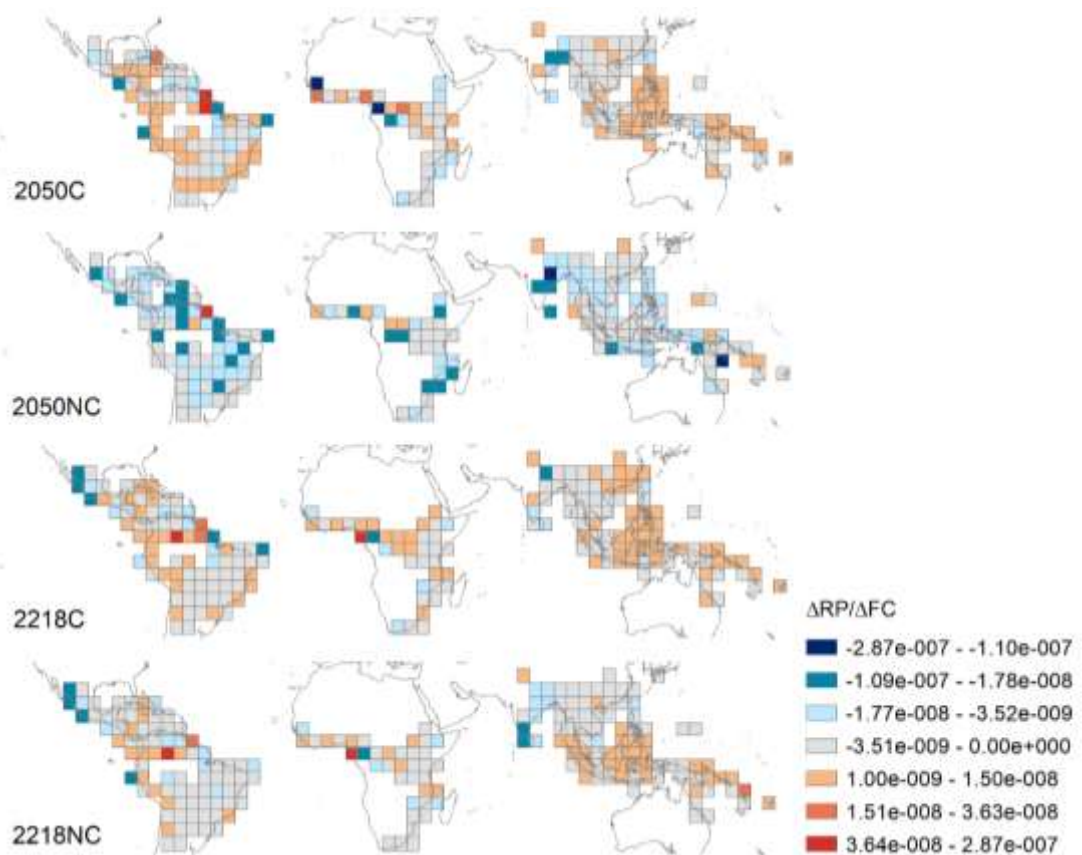 2050C
2050NC
2218C
2218NC
ΔRP/ΔFC
-2.87e-007 - -1.10e-007
-1.09e-007 - -1.78e-008
-1.77e-008 - -3.52e-009
-3.51e-009 - 0.00e+000
1.00e-009 - 1.50e-008
1.51e-008 - 3.63e-008
3.64e-008 - 2.87e-007